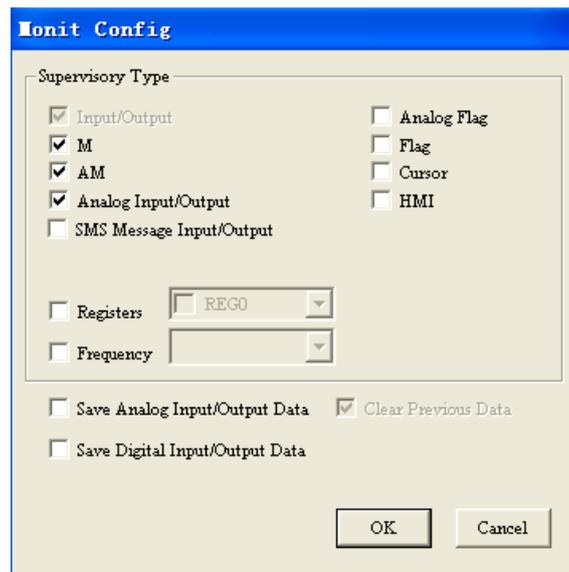 Monit Config
Supervisory Type
Input/Output
Analog Flag
M
Flag
AM
Cursor
Analog Input/Output
HMI
SMS Message Input/Output
Registers
REG0
Frequency
Save Analog Input/Output Data
Clear Previous Data
Save Digital Input/Output Data
OK
Cancel